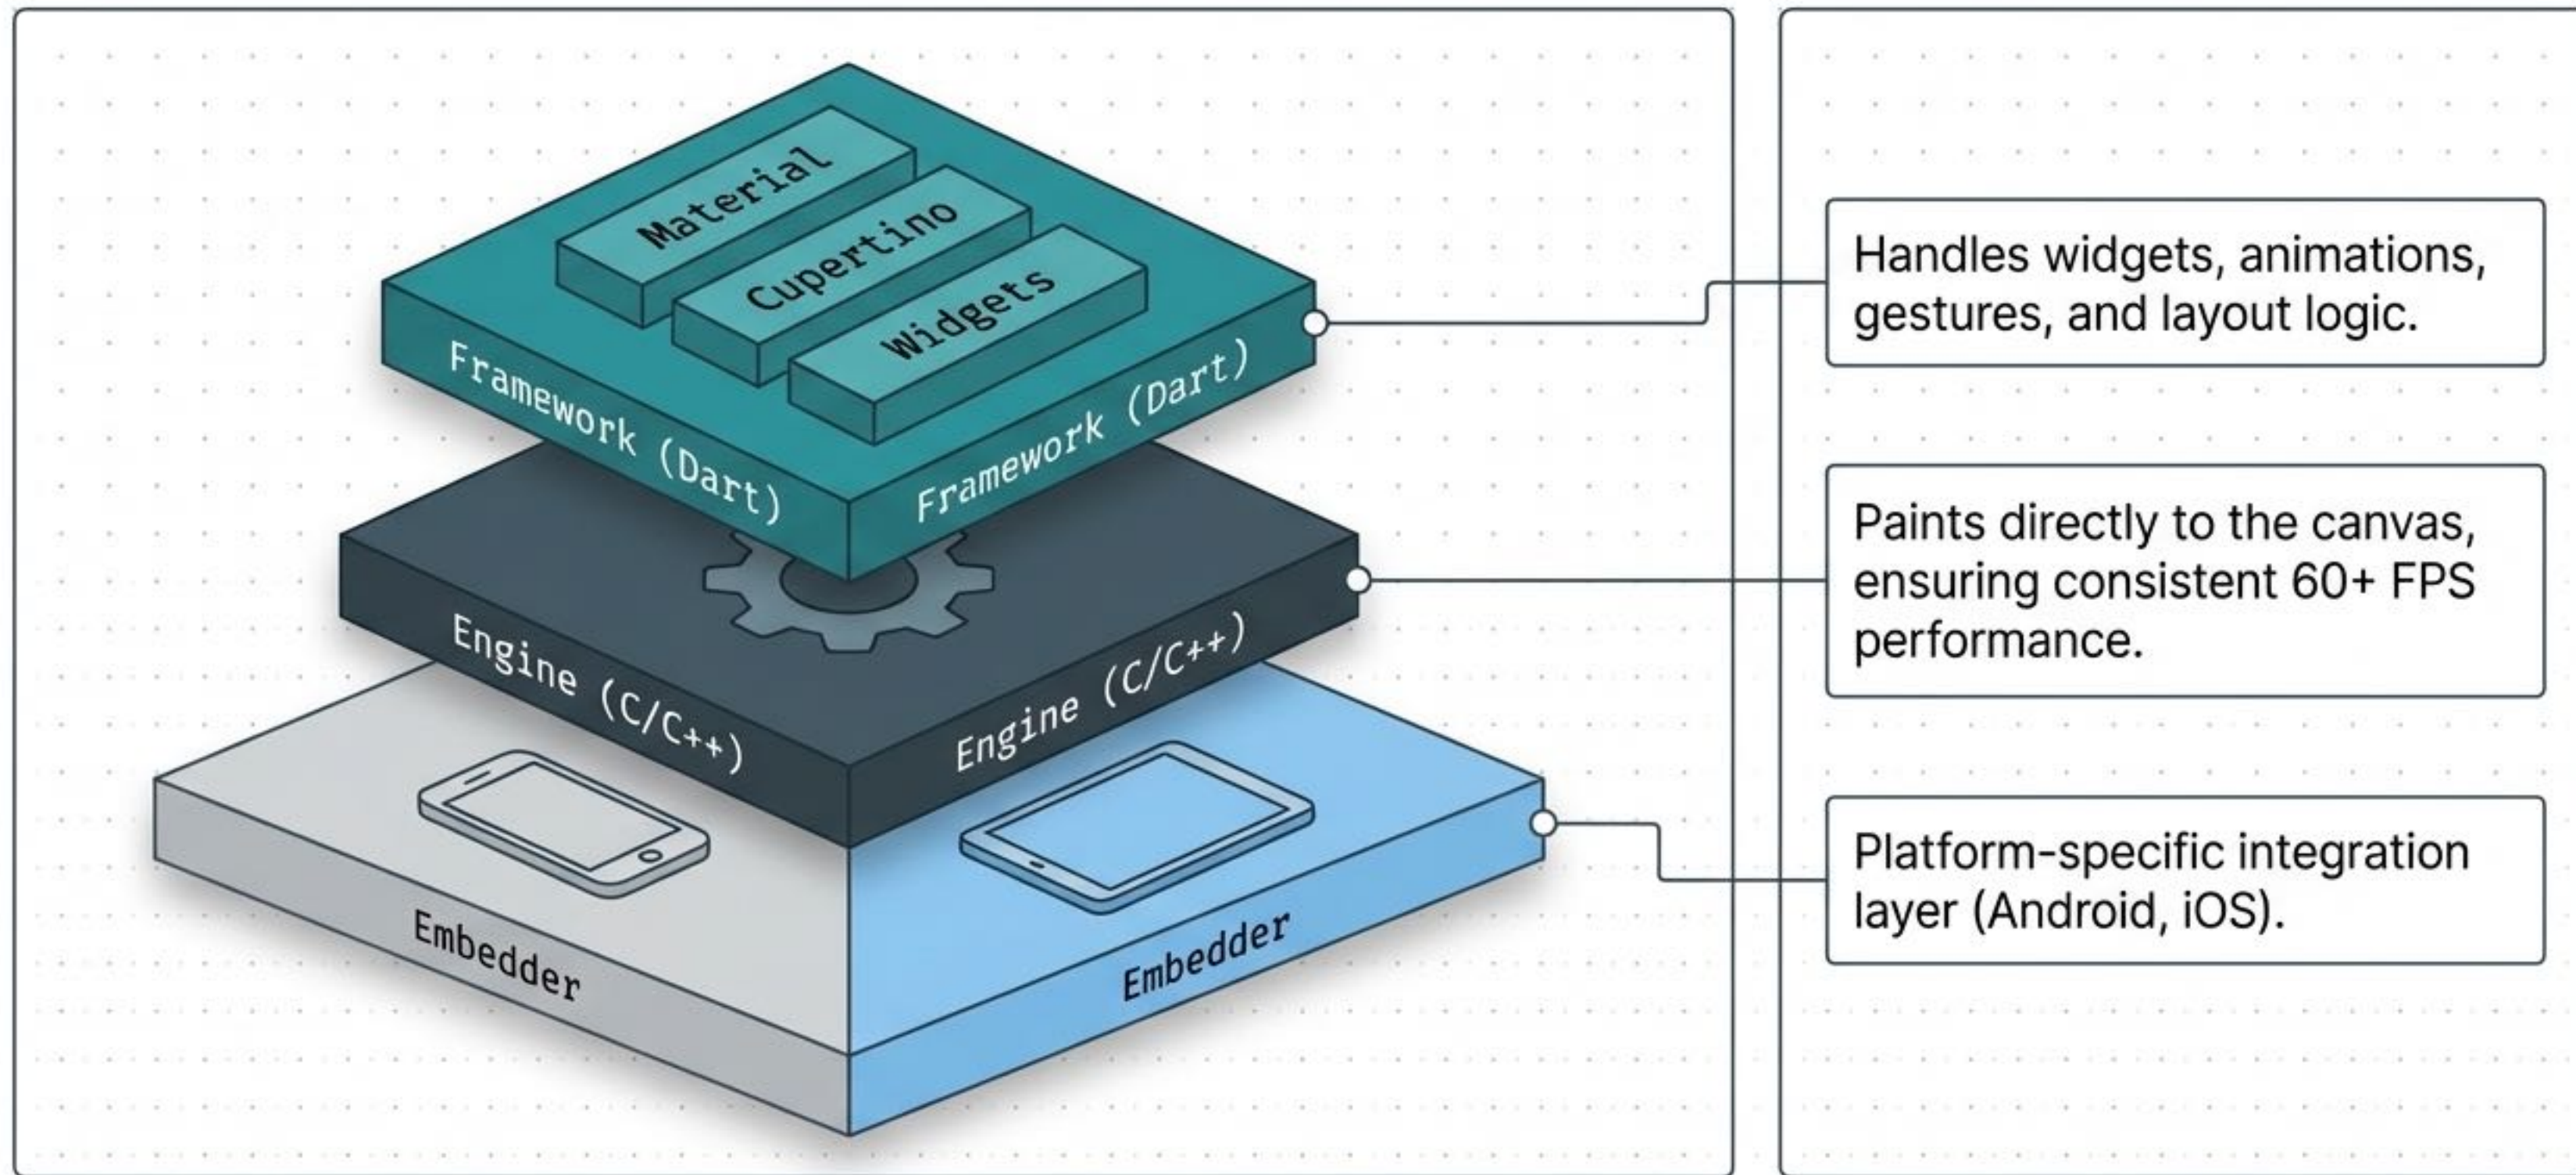 Material
Cupertino
Widgets
Framework (Dart)
Framework (Dart)
Engine (C/C++)
Engine (C/C++)
Embedder
Embedder
Handles widgets, animations,
gestures, and layout logic.
Paints directly to the canvas,
ensuring consistent 60+ FPS
performance.
Platform-specific integration
layer (Android, iOS).